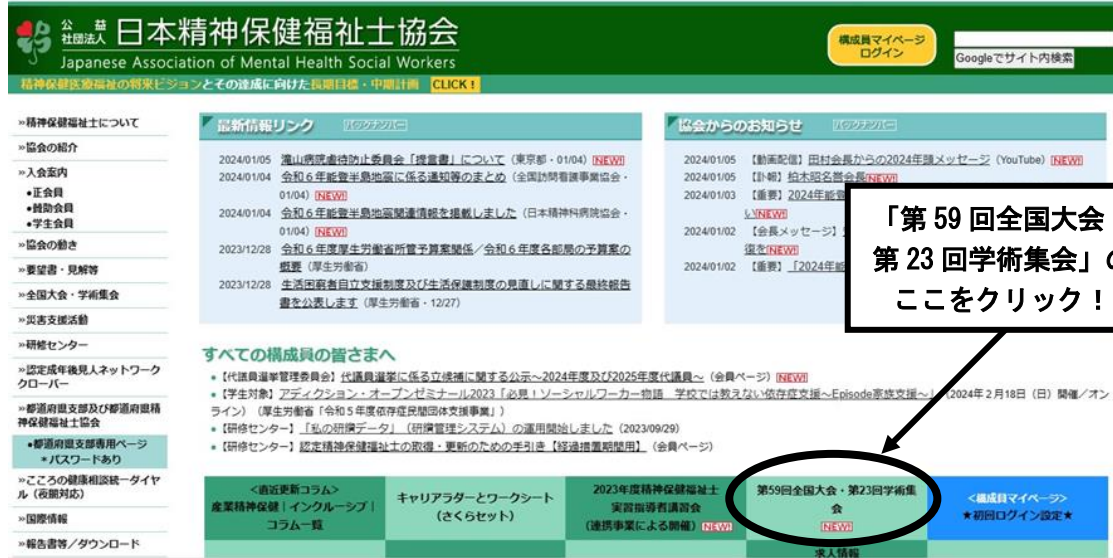 公益
社団法人 日本精神保健福祉士協会
Japanese Association of Mental Health Social Workers
構成員マイページ
ログイン
Googleでサイト内検索
精神保健医療福祉の将来ビジョンとその達成に向けた長期目標・中期計画 CLICK!
»精神保健福祉士について
»協会の紹介
»入会案内
●正会員
●賛助会員
●学生会員
»協会の動き
»要望書・見解等
»全国大会・学術集会
»災害支援活動
»研修センター
»認定成年後見人ネットワーク
クローバー
»都道府県支部及び都道府県精
神保健福祉士協会
●都道府県支部専用ページ
＊パスワードあり
»こころの健康相談統一ダイヤ
ル（夜間対応）
»国際情報
»報告書等／ダウンロード
最新情報リンク バックナンバー
2024/01/05 滝山病院虐待防止委員会「提言書」について（東京都・01/04）NEW!
2024/01/04 令和６年能登半島地震に係る通知等のまとめ（全国訪問看護事業協会・
01/04）NEW!
2024/01/04 令和６年能登半島地震関連情報を掲載しました（日本精神科病院協会・
01/04）NEW!
2023/12/28 令和６年度厚生労働省所管予算案関係／令和６年度各部局の予算案の
概要（厚生労働省）
2023/12/28 生活困窮者自立支援制度及び生活保護制度の見直しに関する最終報告
書を公表します（厚生労働省・12/27）
協会からのお知らせ バックナンバー
2024/01/05 【動画配信】田村会長からの2024年頭メッセージ（YouTube）NEW!
2024/01/05 【訃報】柏木昭名誉会長NEW!
2024/01/03 【重要】2024年能登
いNEW!
2024/01/02 【会長メッセージ】
復をNEW!
2024/01/02 【重要】「2024年能
「第 59 回全国大会
第 23 回学術集会」の
ここをクリック！
すべての構成員の皆さまへ
•【代議員選挙管理委員会】代議員選挙に係る立候補に関する公示～2024年度及び2025年度代議員～（会員ページ）NEW!
•【学生対象】アディクション・オープンゼミナール2023「必見！ソーシャルワーカー物語 学校では教えない依存症支援～Episode家族支援～」（2024年２月18日（日）開催／オン
ライン）（厚生労働省「令和５年度依存症民間団体支援事業」）
•【研修センター】「私の研鑽データ」（研鑽管理システム）の運用開始しました（2023/09/29）
•【研修センター】認定精神保健福祉士の取得・更新のための手引き【経過措置期間用】（会員ページ）
＜直近更新コラム＞
産業精神保健｜インクルーシブ｜
コラム一覧
キャリアラダーとワークシート
（さくらセット）
2023年度精神保健福祉士
実習指導者講習会
（連携事業による開催）NEW!
第59回全国大会・第23回学術集
会
NEW!
＜構成員マイページ＞
★初回ログイン設定★
求人情報